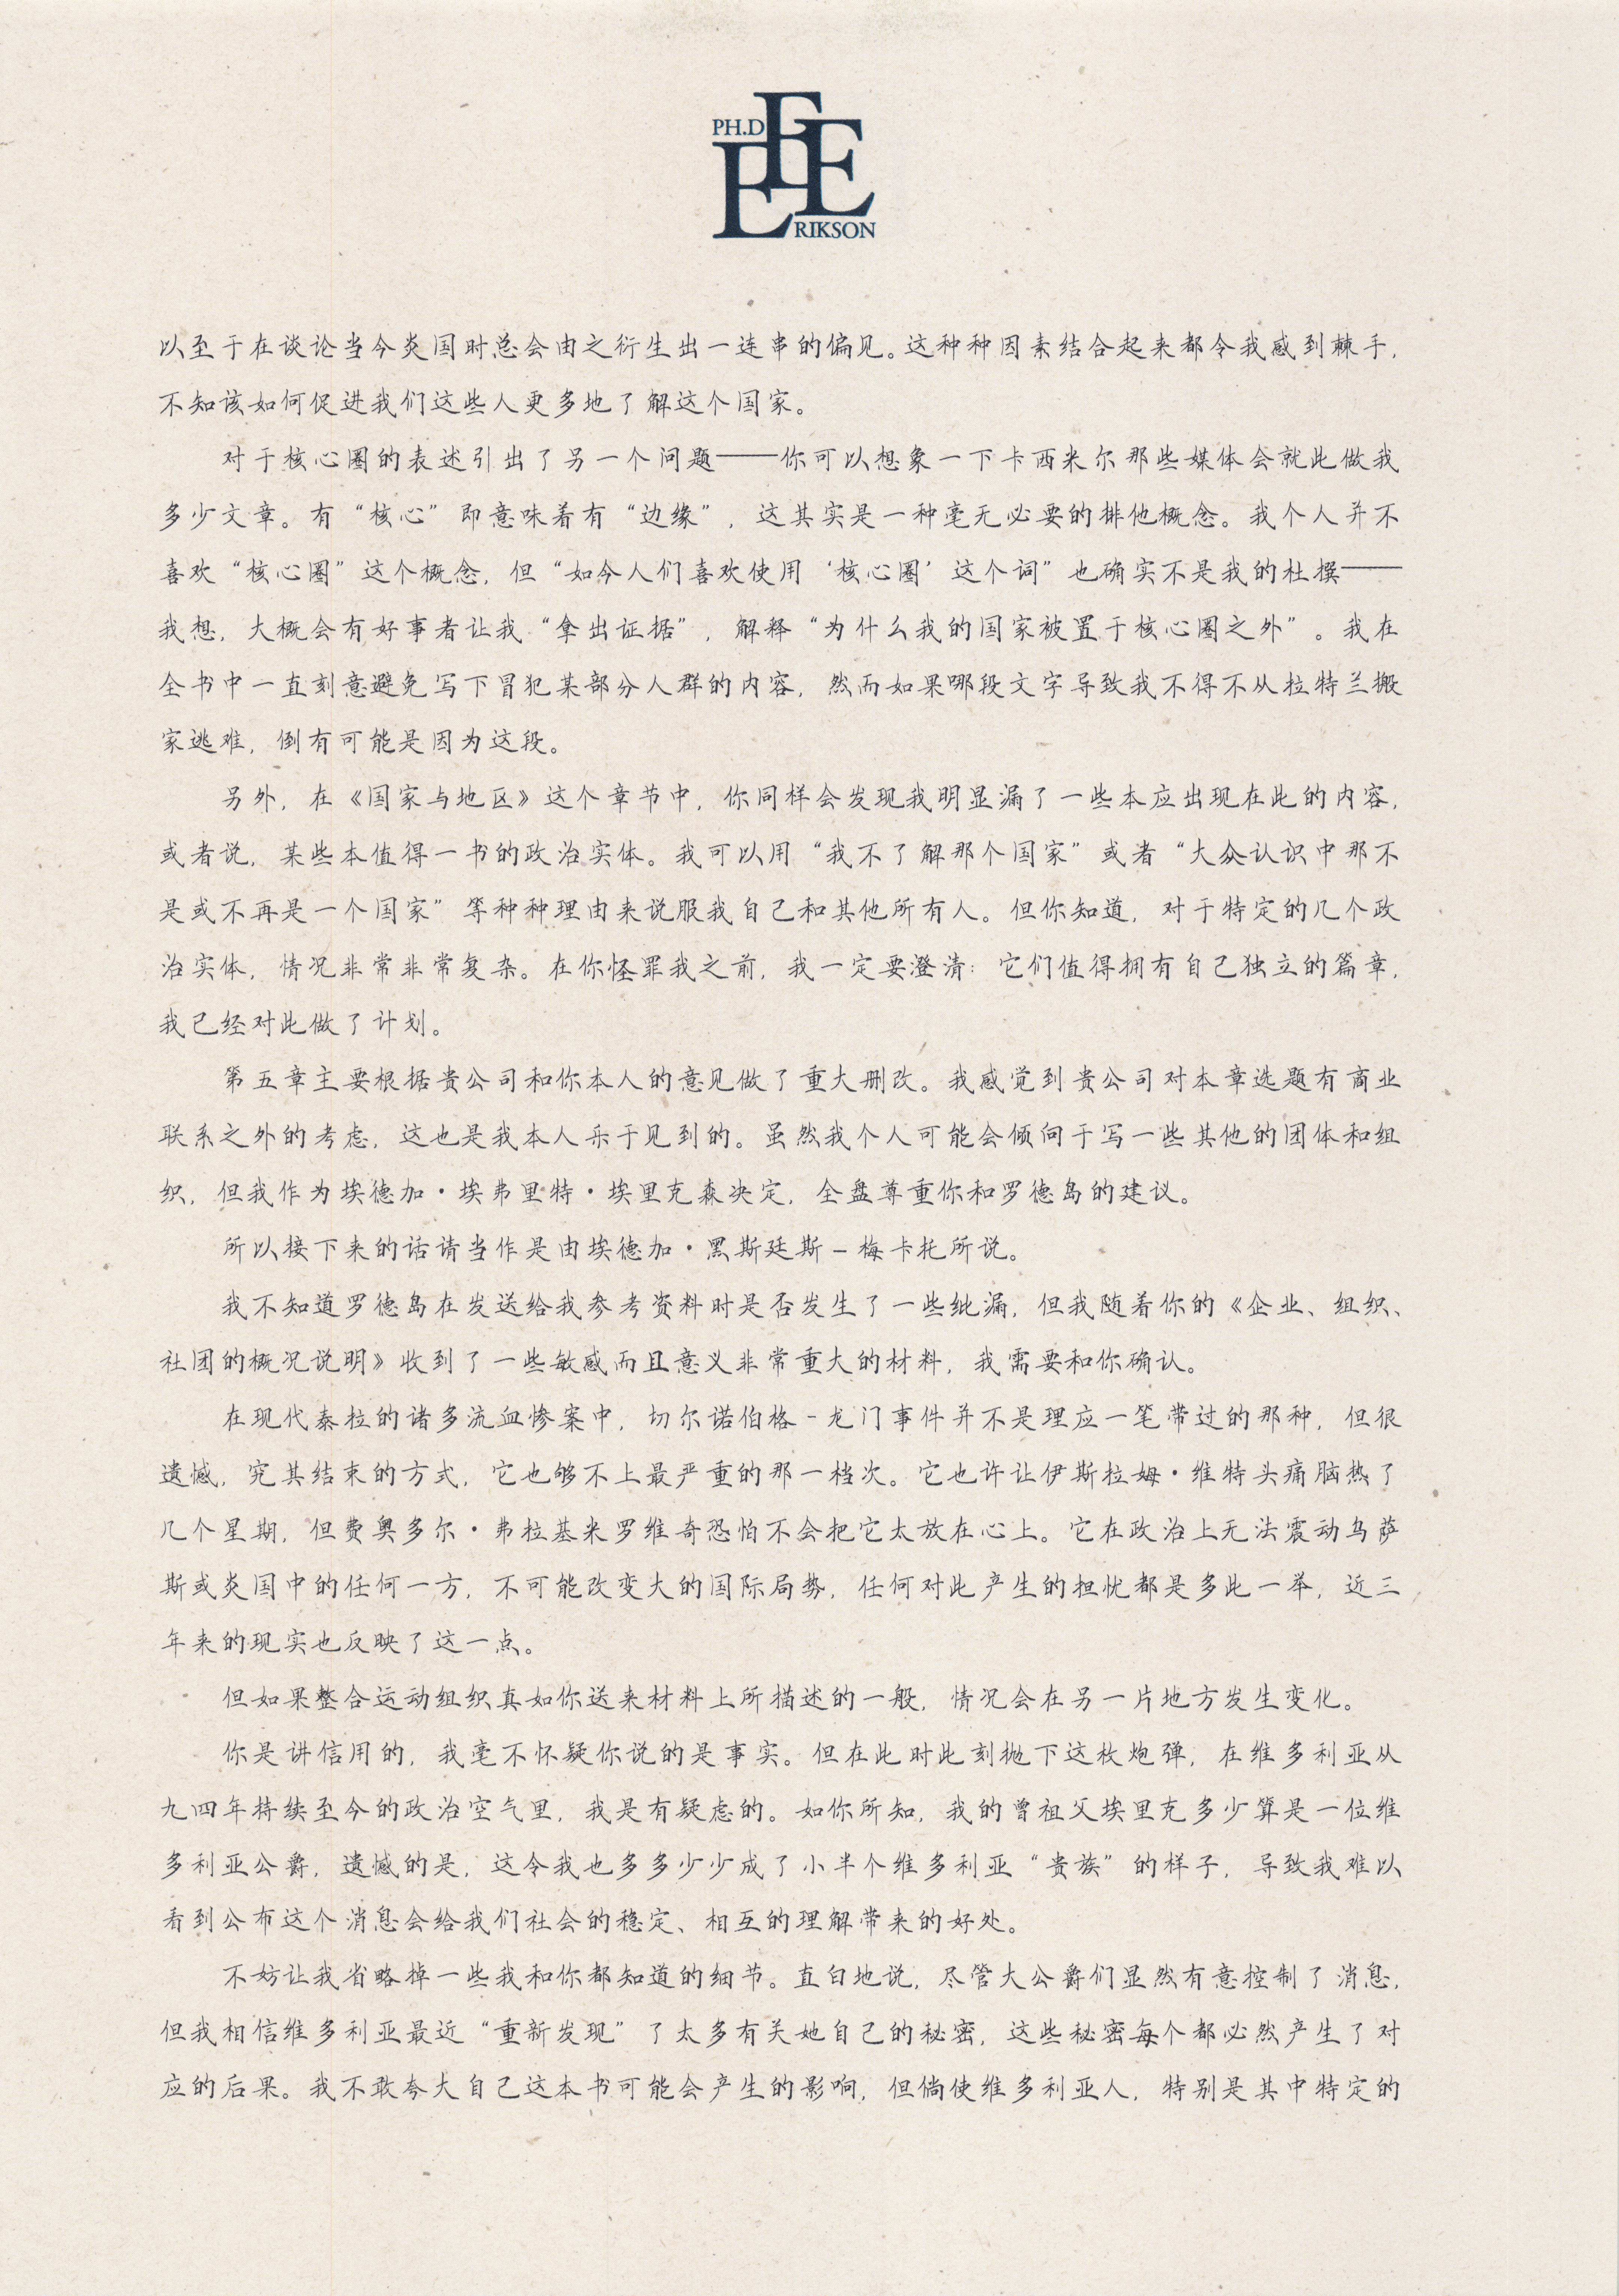 PH.D
EEE
RIKSON
以至于在谈论当今炎国时总会由之衍生出一连串的偏见。这种种因素结合起来都令我感到棘手，
不知该如何促进我们这些人更多地了解这个国家。
对于核心圈的表述引出了另一个问题——你可以想象一下卡西米尔那些媒体会就此做我
多少文章。有“核心”即意味着有“边缘”，这其实是一种毫无必要的排他概念。我个人并不
喜欢“核心圈”这个概念，但“如今人们喜欢使用‘核心圈’这个词”也确实不是我的杜撰——
我想，大概会有好事者让我“拿出证据”，解释“为什么我的国家被置于核心圈之外”。我在
全书中一直刻意避免写下冒犯某部分人群的内容，然而如果哪段文字导致我不得不从拉特兰搬
家逃难，倒有可能是因为这段。
另外，在《国家与地区》这个章节中，你同样会发现我明显漏了一些本应出现在此的内容，
或者说，某些本值得一书的政治实体。我可以用“我不了解那个国家”或者“大众认识中那不
是或不再是一个国家”等种种理由来说服我自己和其他所有人。但你知道，对于特定的几个政
治实体，情况非常非常复杂。在你怪罪我之前，我一定要澄清：它们值得拥有自己独立的篇章，
我已经对此做了计划。
第五章主要根据贵公司和你本人的意见做了重大删改。我感觉到贵公司对本章选题有商业
联系之外的考虑，这也是我本人乐于见到的。虽然我个人可能会倾向于写一些其他的团体和组
织，但我作为埃德加·埃弗里特·埃里克森决定，全盘尊重你和罗德岛的建议。
所以接下来的话请当作是由埃德加·黑斯廷斯-梅卡托所说。
我不知道罗德岛在发送给我参考资料时是否发生了一些纰漏，但我随着你的《企业、组织、
社团的概况说明》收到了一些敏感而且意义非常重大的材料，我需要和你确认。
在现代泰拉的诸多流血惨案中，切尔诺伯格-龙门事件并不是理应一笔带过的那种，但很
遗憾，究其结束的方式，它也够不上最严重的那一档次。它也许让伊斯拉姆·维特头痛脑热了
几个星期，但费奥多尔·弗拉基米罗维奇恐怕不会把它太放在心上。它在政治上无法震动乌萨
斯或炎国中的任何一方，不可能改变大的国际局势，任何对此产生的担忧都是多此一举，近三
年来的现实也反映了这一点。
但如果整合运动组织真如你送来材料上所描述的一般，情况会在另一片地方发生变化。
你是讲信用的，我毫不怀疑你说的是事实。但在此时此刻抛下这枚炮弹，在维多利亚从
九四年持续至今的政治空气里，我是有疑虑的。如你所知，我的曾祖父埃里克多少算是一位维
多利亚公爵，遗憾的是，这令我也多多少少成了小半个维多利亚“贵族”的样子，导致我难以
看到公布这个消息会给我们社会的稳定、相互的理解带来的好处。
不妨让我省略掉一些我和你都知道的细节。直白地说，尽管大公爵们显然有意控制了消息，
但我相信维多利亚最近“重新发现”了太多有关她自己的秘密，这些秘密每个都必然产生了对
应的后果。我不敢夸大自己这本书可能会产生的影响，但倘使维多利亚人，特别是其中特定的